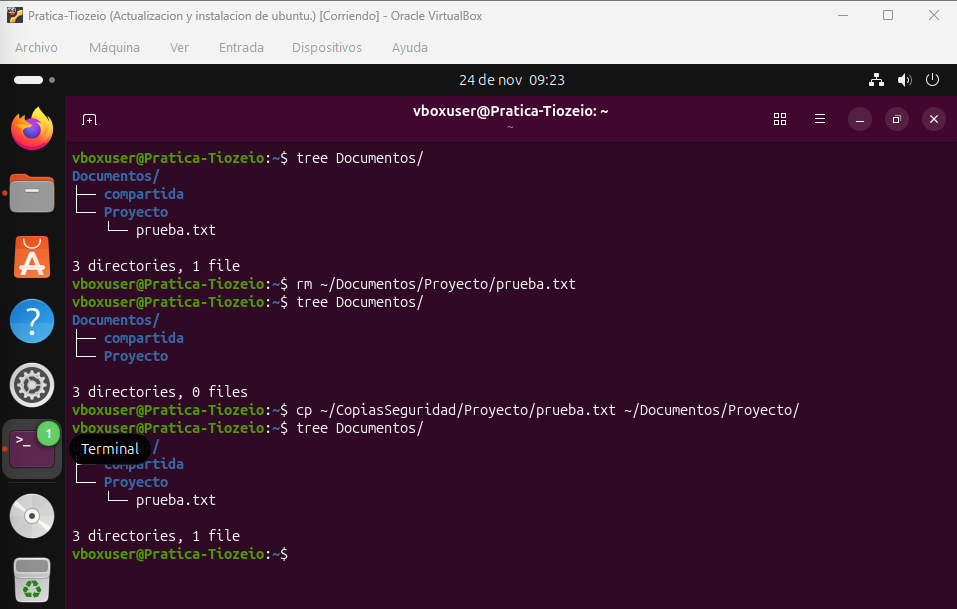 Pratica-Tiozeio (Actualizacion y instalacion de ubuntu.) [Corriendo] - Oracle VirtualBox
Archivo Máquina Ver Entrada Dispositivos Ayuda
24 de nov 09:23
vboxuser@Pratica-Tiozeio: ~
~
vboxuser@Pratica-Tiozeio:~$ tree Documentos/
Documentos/
├── compartida
└── Proyecto
    └── prueba.txt
3 directories, 1 file
vboxuser@Pratica-Tiozeio:~$ rm ~/Documentos/Proyecto/prueba.txt
vboxuser@Pratica-Tiozeio:~$ tree Documentos/
Documentos/
├── compartida
└── Proyecto
3 directories, 0 files
vboxuser@Pratica-Tiozeio:~$ cp ~/CopiasSeguridad/Proyecto/prueba.txt ~/Documentos/Proyecto/
vboxuser@Pratica-Tiozeio:~$ tree Documentos/
/
├── compartida
└── Proyecto
    └── prueba.txt
3 directories, 1 file
vboxuser@Pratica-Tiozeio:~$
?
>_ 1
Terminal